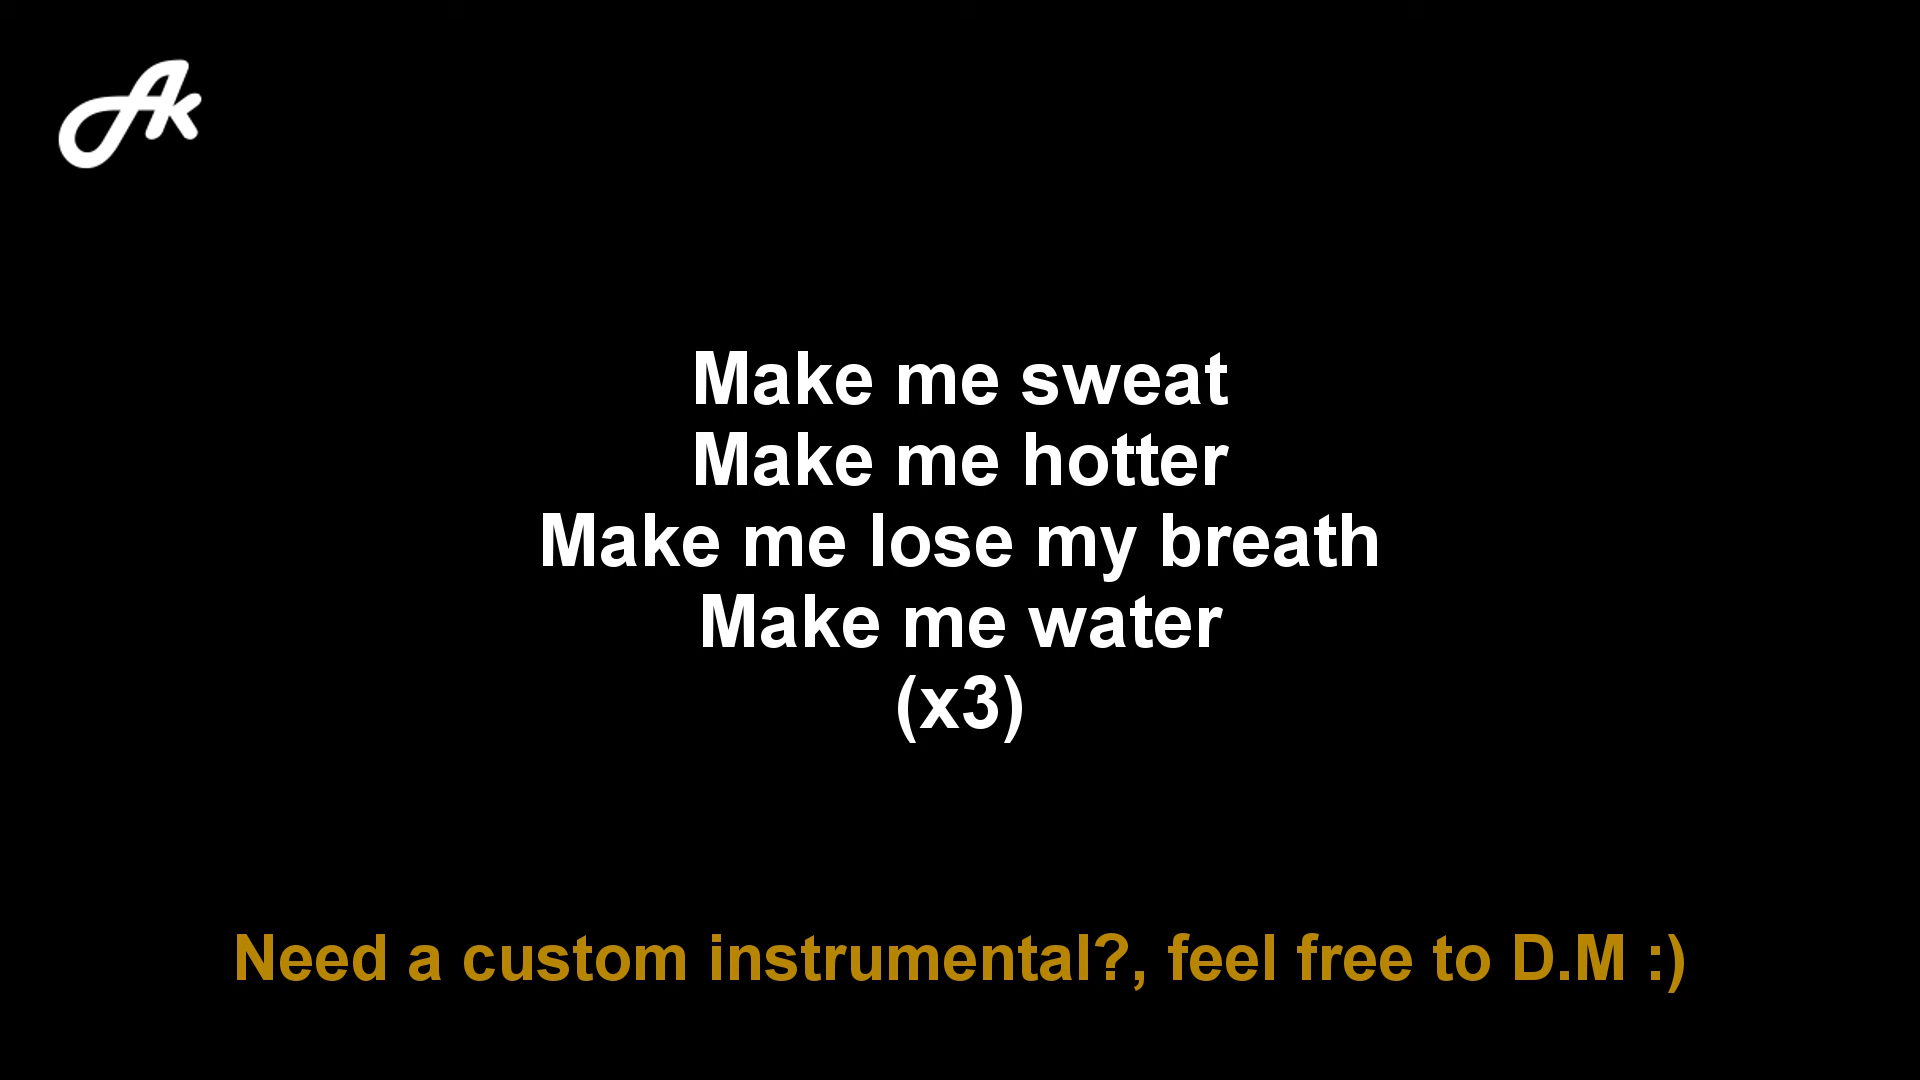 Ak
Make me sweat
Make me hotter
Make me lose my breath
Make me water
(x3)
Need a custom instrumental?, feel free to D.M :)